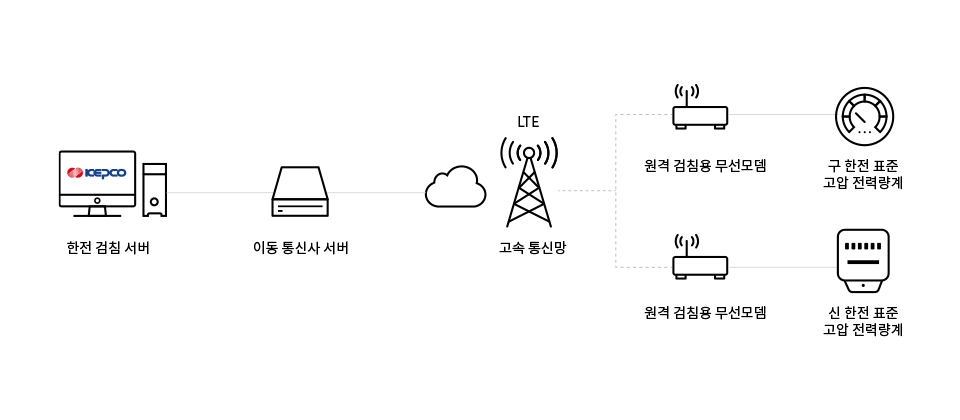 KEPCO
한전 검침 서버
이동 통신사 서버
LTE
고속 통신망
원격 검침용 무선모뎀
구 한전 표준
고압 전력량계
원격 검침용 무선모뎀
신 한전 표준
고압 전력량계